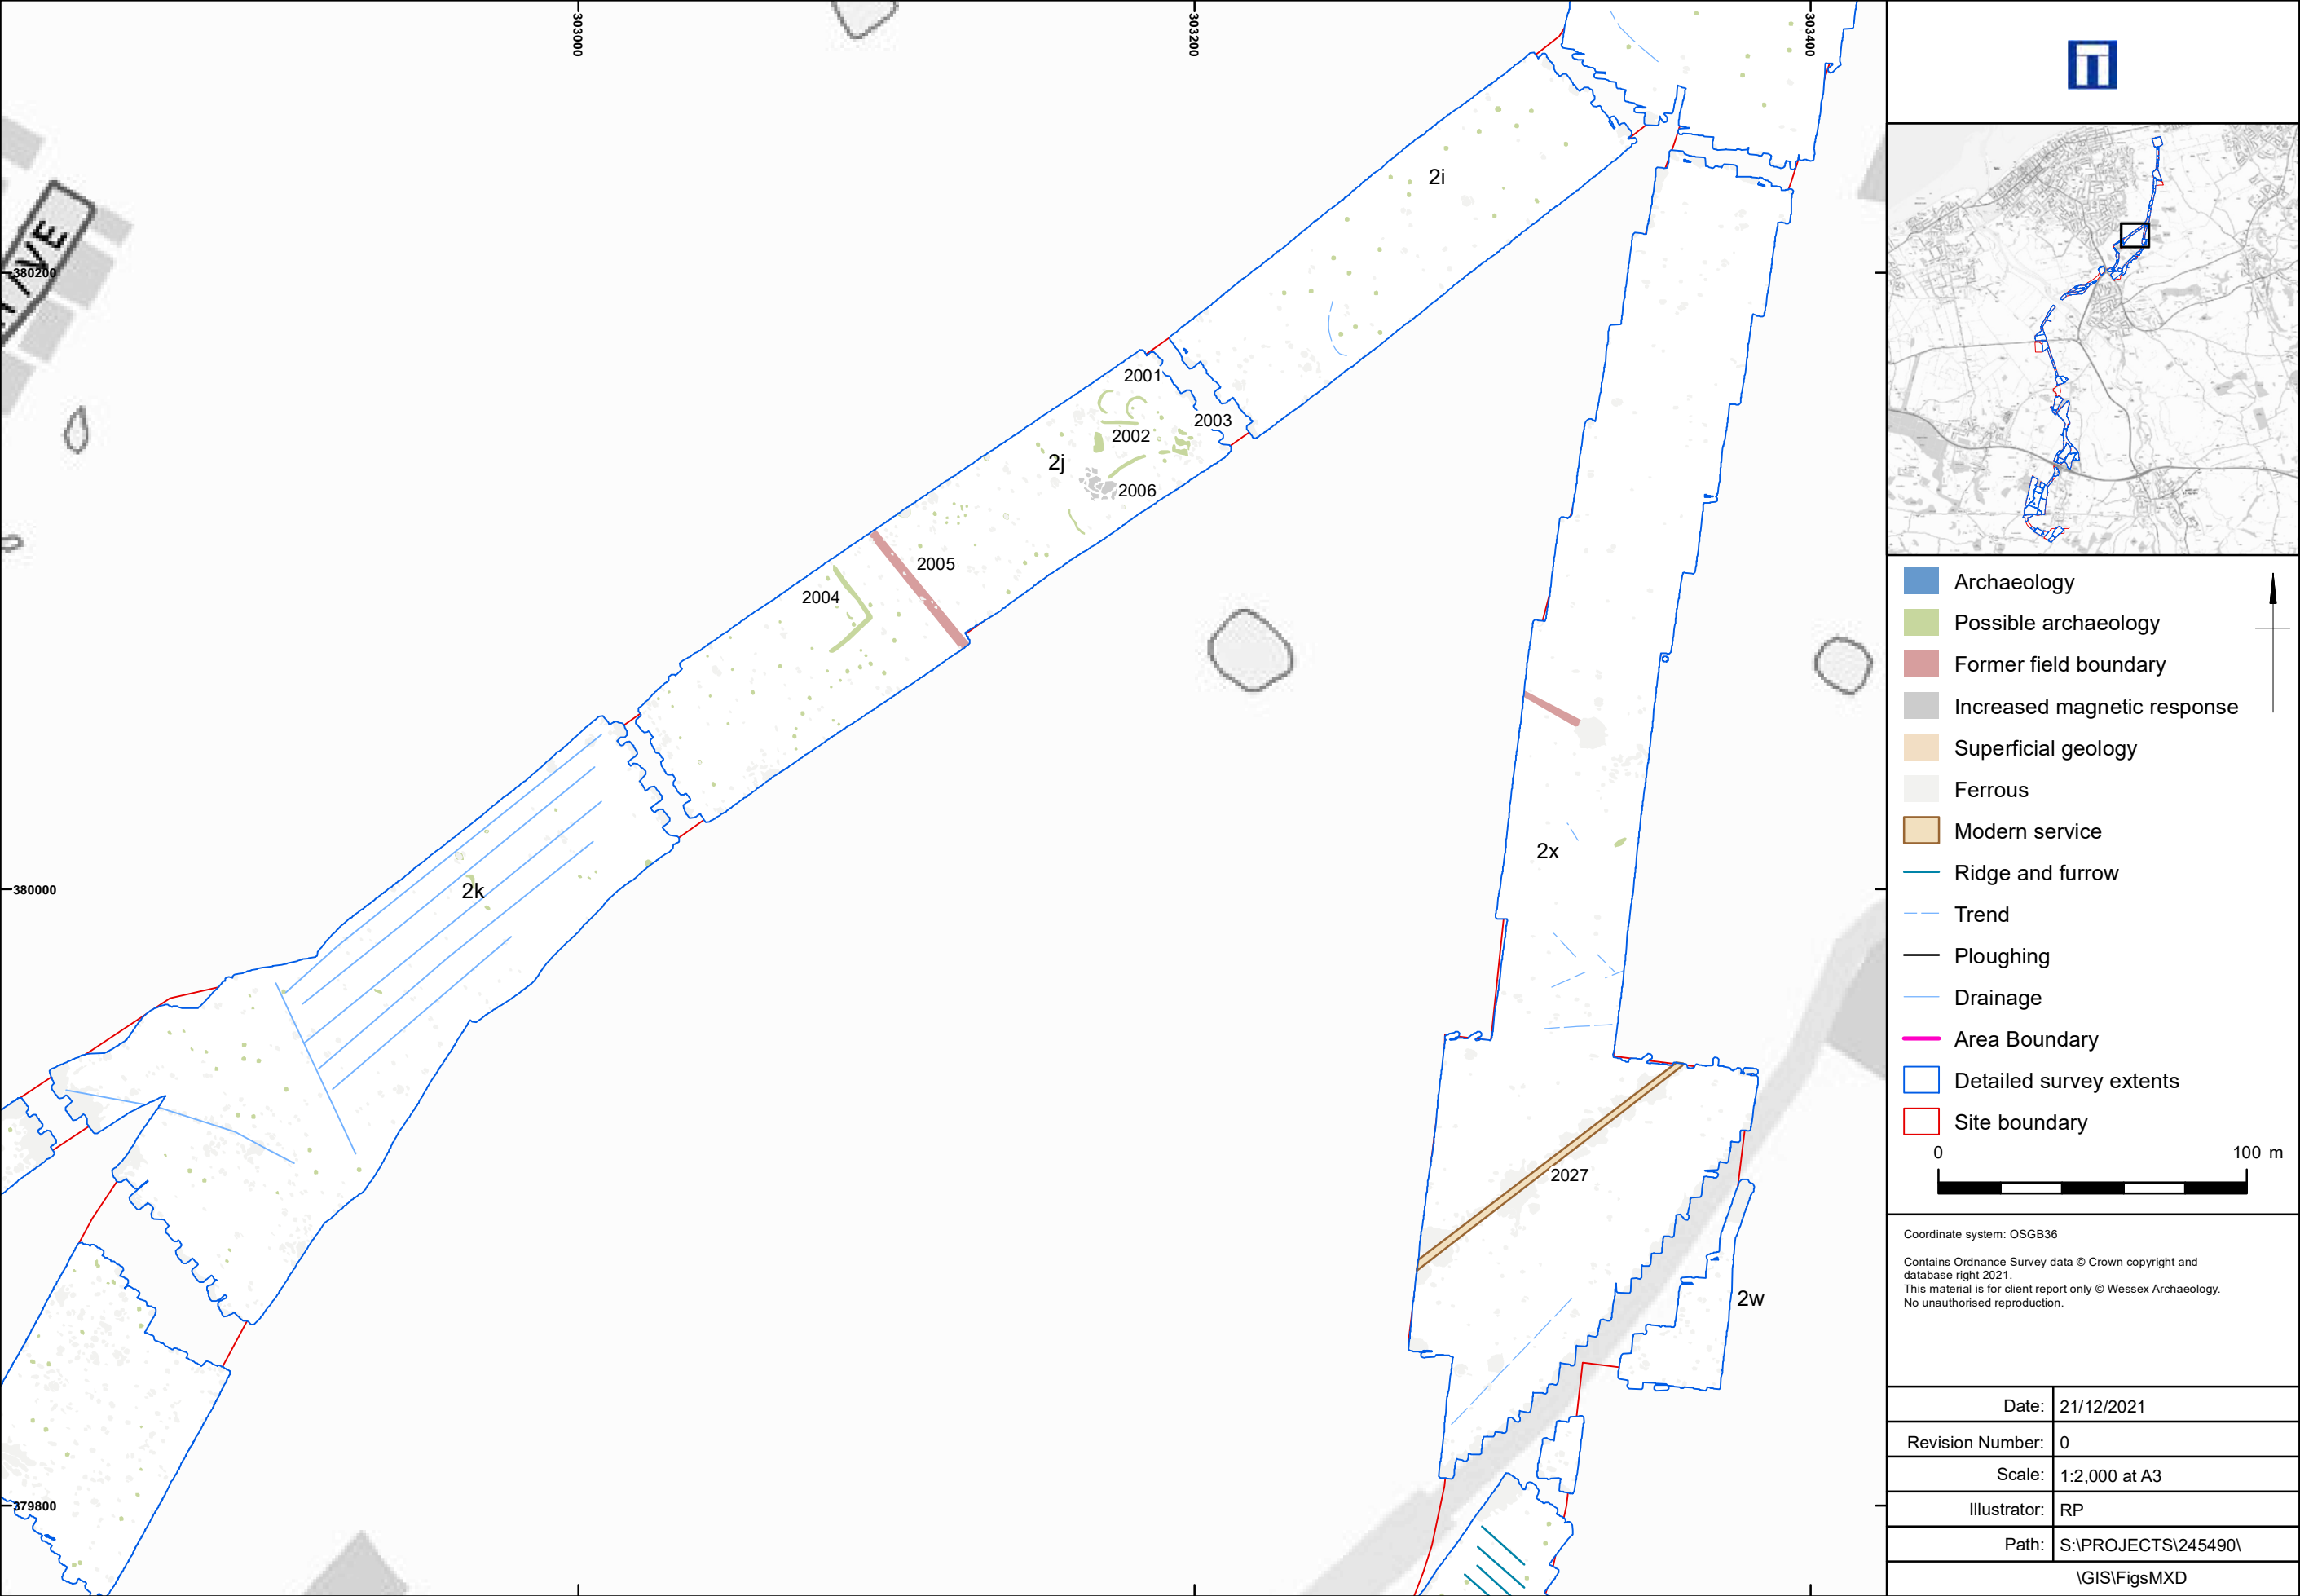 303000
303200
303400
380200
380000
379800
2i
2001
2003
2002
2j
2006
2005
2004
2k
2x
2027
2w
Archaeology
Possible archaeology
Former field boundary
Increased magnetic response
Superficial geology
Ferrous
Modern service
Ridge and furrow
Trend
Ploughing
Drainage
Area Boundary
Detailed survey extents
Site boundary
0 100 m
Coordinate system: OSGB36
Contains Ordnance Survey data © Crown copyright and
database right 2021.
This material is for client report only © Wessex Archaeology.
No unauthorised reproduction.
Date: 21/12/2021
Revision Number: 0
Scale: 1:2,000 at A3
Illustrator: RP
Path: S:\PROJECTS\245490\
\GIS\FigsMXD